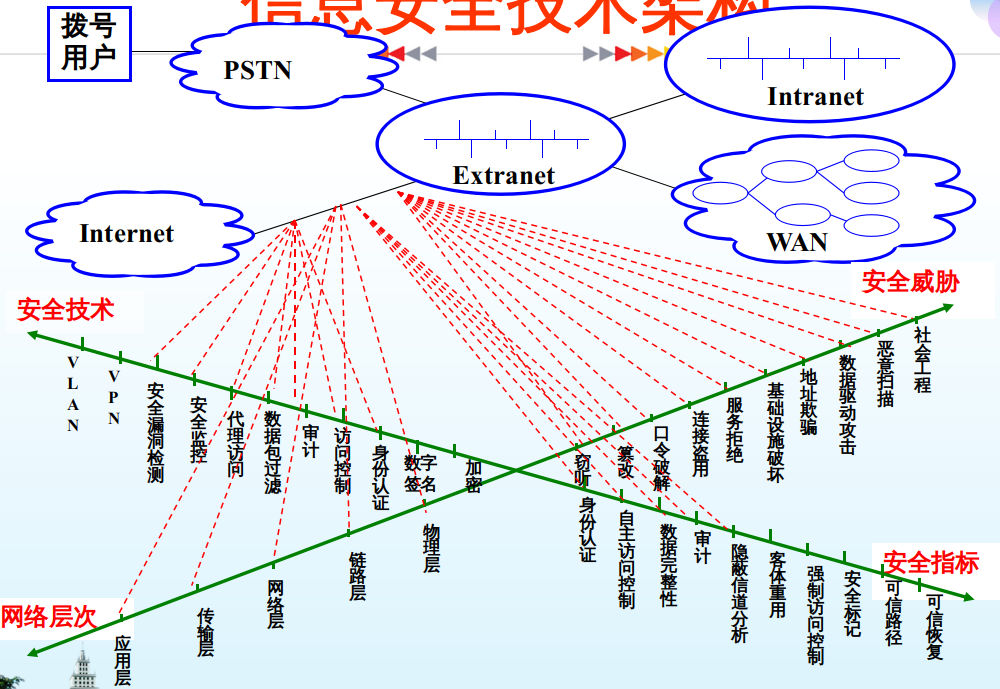 信息安全技术架构
拨号
用户
PSTN
Intranet
Extranet
Internet
WAN
安全威胁
安全技术
社会工程
恶意扫描
数据驱动攻击
地址欺骗
基础设施破坏
服务拒绝
连接盗用
口令破解
篡改
窃听
VLAN
VPN
安全漏洞检测
安全监控
代理访问
数据包过滤
审计
访问控制
身份认证
数字
签名
加密
身份认证
自主访问控制
数据完整性
审计
隐蔽信道分析
客体重用
强制访问控制
安全标记
可信路径
可信恢复
安全指标
物理层
链路层
网络层
传输层
应用层
网络层次